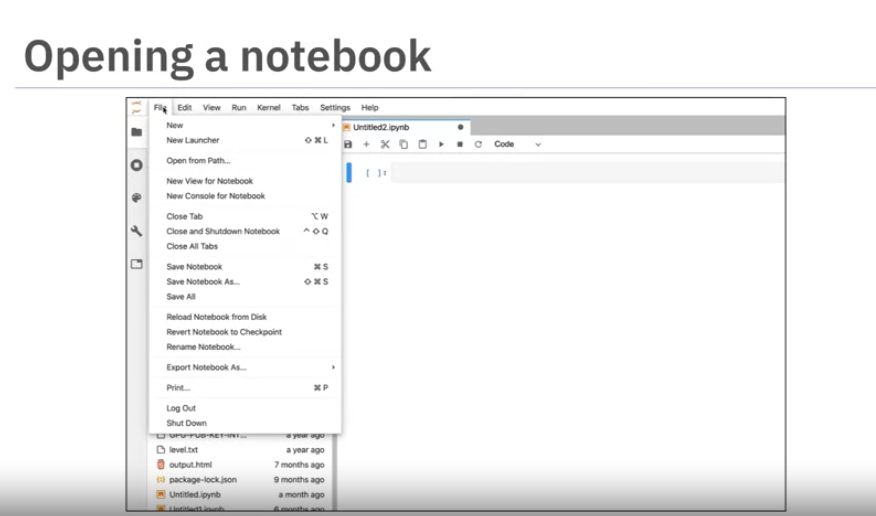 Opening a notebook
File Edit View Run Kernel Tabs Settings Help
New
New Launcher ⇧ ⌘ L
Open from Path...
New View for Notebook
New Console for Notebook
Close Tab ⌥ W
Close and Shutdown Notebook ^ ⇧ Q
Close All Tabs
Save Notebook ⌘ S
Save Notebook As... ⇧ ⌘ S
Save All
Reload Notebook from Disk
Revert Notebook to Checkpoint
Rename Notebook...
Export Notebook As...
Print... ⌘ P
Log Out
Shut Down
Untitled2.ipynb
Code
[ ]:
GPG-PUB-KEY-INT... a year ago
level.txt a year ago
output.html 7 months ago
package-lock.json 9 months ago
Untitled.ipynb a month ago
Untitled1.ipynb 6 months ago